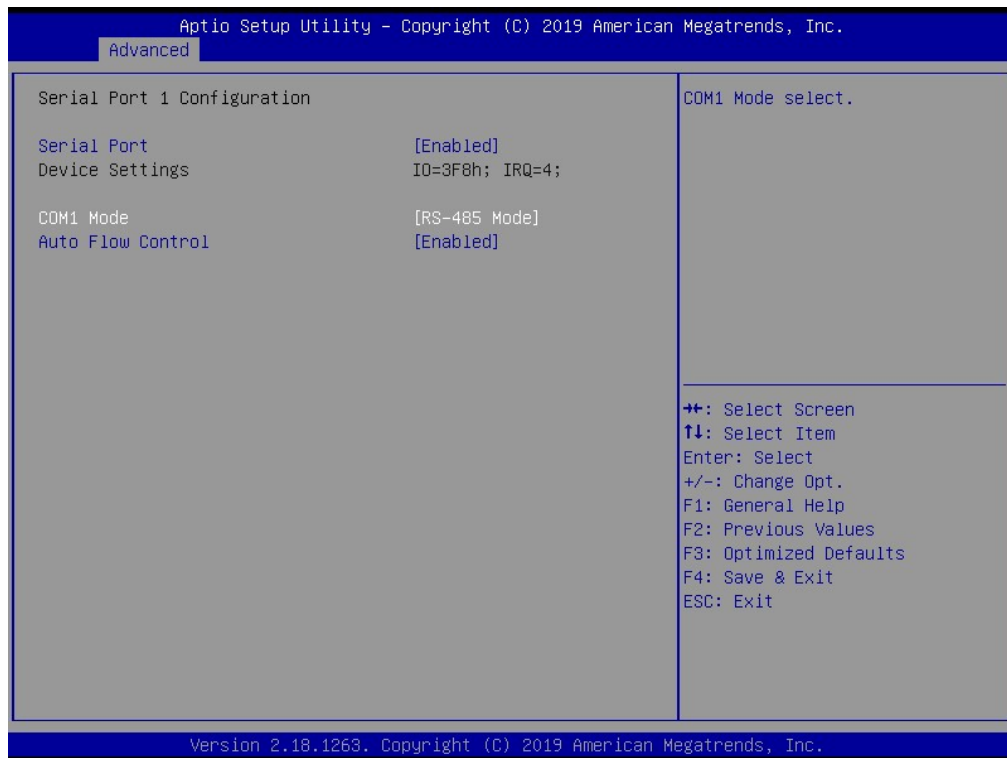 Aptio Setup Utility – Copyright (C) 2019 American Megatrends, Inc.
Advanced
Serial Port 1 Configuration
Serial Port [Enabled]
Device Settings IO=3F8h; IRQ=4;
COM1 Mode [RS-485 Mode]
Auto Flow Control [Enabled]
COM1 Mode select.
→←: Select Screen
↑↓: Select Item
Enter: Select
+/-: Change Opt.
F1: General Help
F2: Previous Values
F3: Optimized Defaults
F4: Save & Exit
ESC: Exit
Version 2.18.1263. Copyright (C) 2019 American Megatrends, Inc.